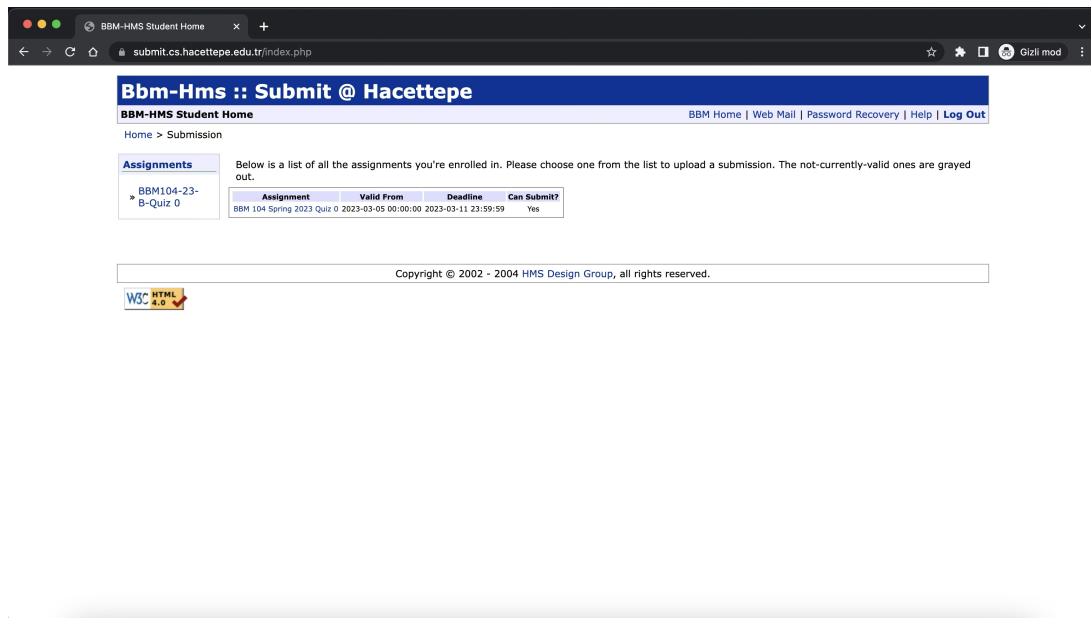 BBM-HMS Student Home
submit.cs.hacettepe.edu.tr/index.php
Gizli mod
Bbm-Hms :: Submit @ Hacettepe
BBM-HMS Student Home
BBM Home | Web Mail | Password Recovery | Help | Log Out
Home > Submission
Assignments
» BBM104-23-
B-Quiz 0
Below is a list of all the assignments you're enrolled in. Please choose one from the list to upload a submission. The not-currently-valid ones are grayed
out.
Assignment Valid From Deadline Can Submit?
BBM 104 Spring 2023 Quiz 0 2023-03-05 00:00:00 2023-03-11 23:59:59 Yes
Copyright © 2002 - 2004 HMS Design Group, all rights reserved.
W3C HTML
4.0